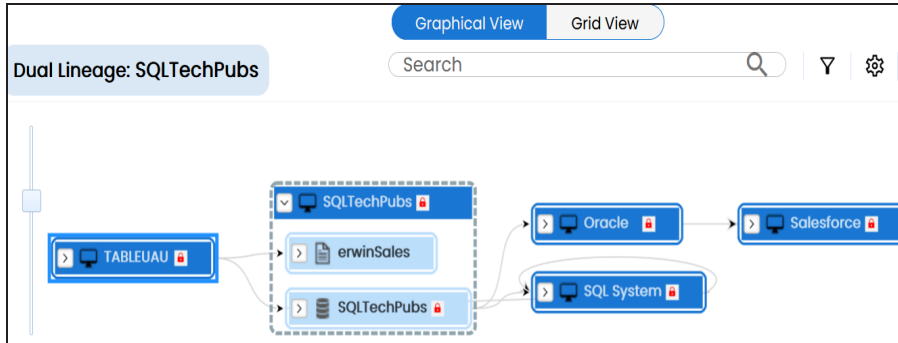 Graphical View
Grid View
Dual Lineage: SQLTechPubs
Search
SQLTechPubs
Oracle
Salesforce
TABLEUAU
erwinSales
SQL System
SQLTechPubs